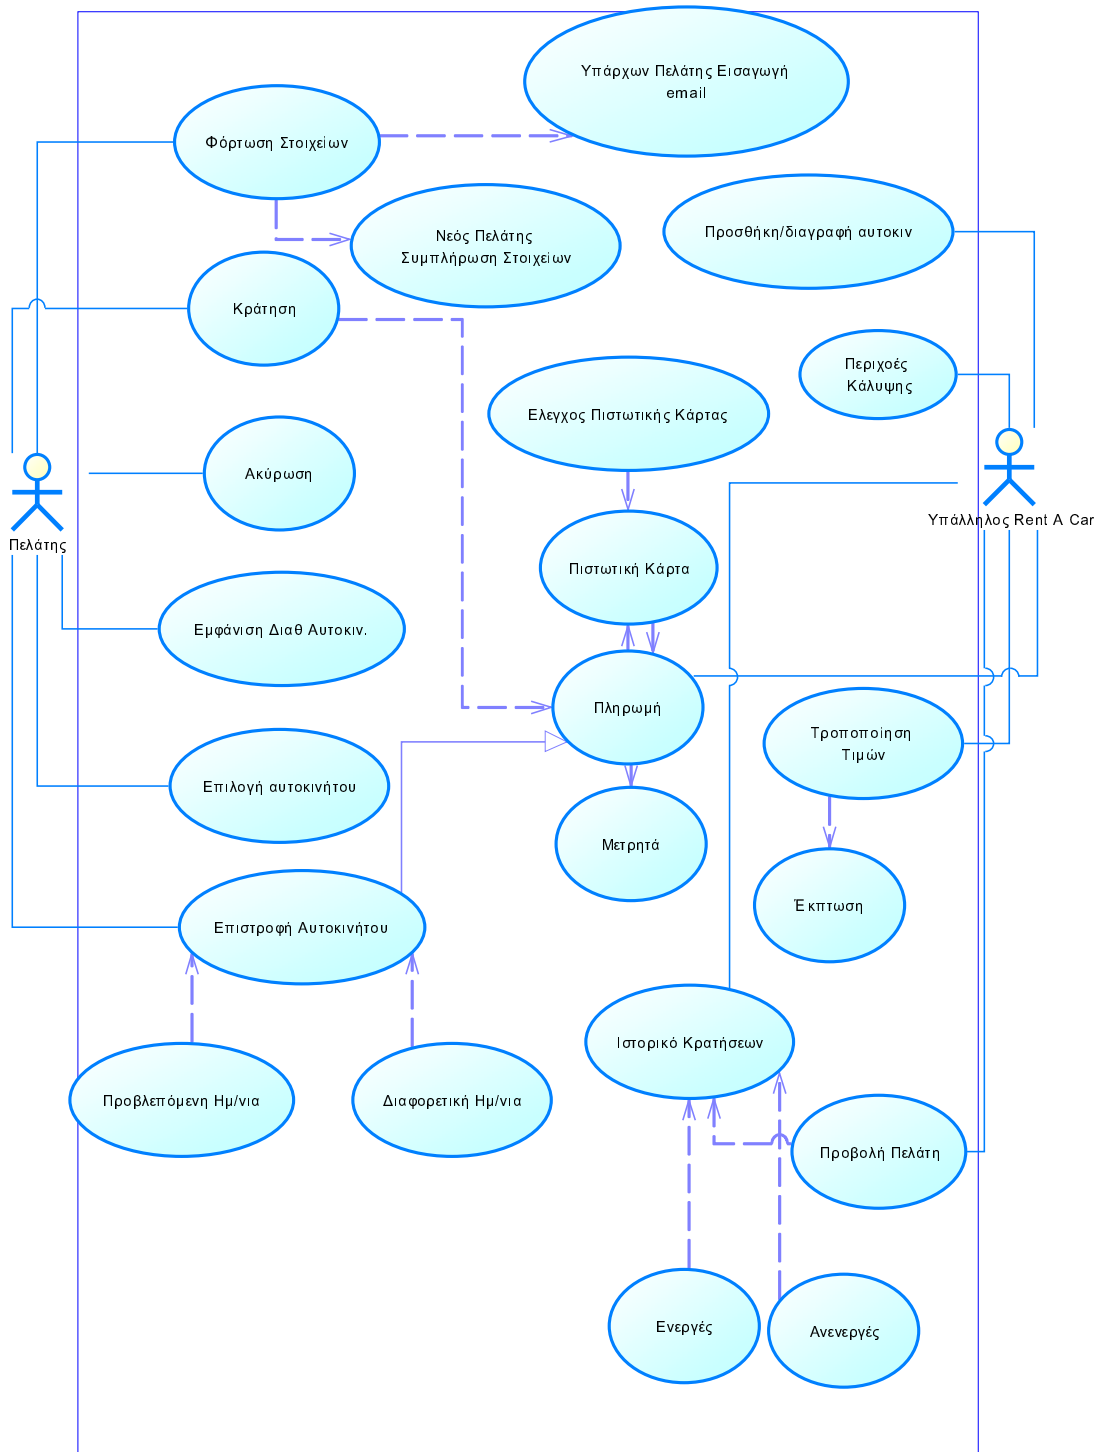 Υπάρχων Πελάτης Εισαγωγή
email
Φόρτωση Στοιχείων
Νεός Πελάτης
Συμπλήρωση Στοιχείων
Προσθήκη/διαγραφή αυτοκιν
Κράτηση
Περιχοές
Κάλυψης
Ελεγχος Πιστωτικής Κάρτας
Ακύρωση
Υπάλληλος Rent A Car
Πελάτης
Πιστωτική Κάρτα
Εμφάνιση Διαθ Αυτοκιν.
Πληρωμή
Τροποποίηση
Τιμών
Επιλογή αυτοκινήτου
Μετρητά
Έκπτωση
Επιστροφή Αυτοκινήτου
Ιστορικό Κρατήσεων
Προβλεπόμενη Ημ/νια
Διαφορετική Ημ/νια
Προβολή Πελάτη
Ενεργές
Ανενεργές